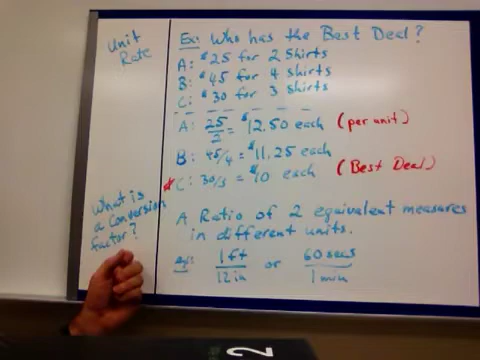 Unit
Rate
Ex: Who has the Best Deal?
A: $25 for 2 Shirts
B: $45 for 4 Shirts
C: $30 for 3 Shirts
A: 25/2 = $12.50 each (per unit)
B: 45/4 = $11.25 each
C: 30/3 = $10 each (Best Deal)
What is
a conversion
factor?
A Ratio of 2 equivalent measures
in different units.
1 ft / 12 in or 60 secs / 1 min
2